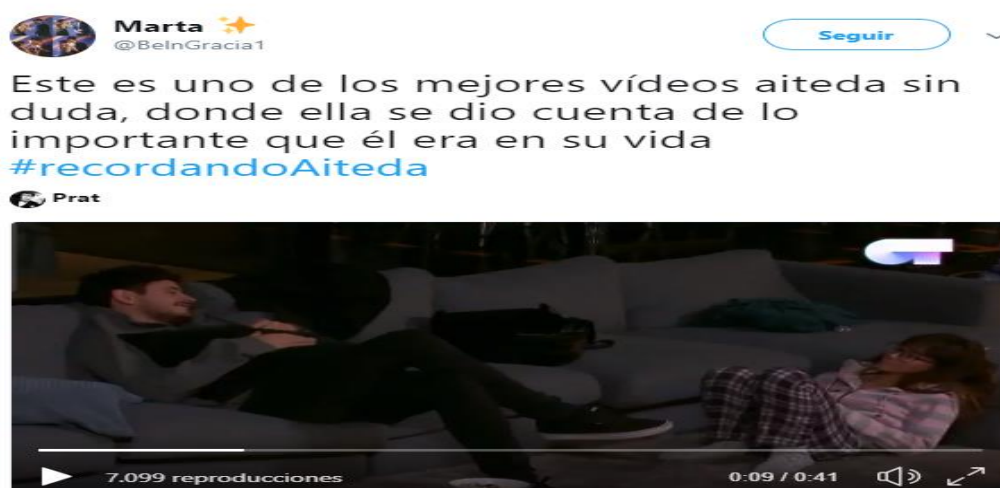 Marta ✨
@BeInGracia1
Seguir
Este es uno de los mejores vídeos aiteda sin
duda, donde ella se dio cuenta de lo
importante que él era en su vida
#recordandoAiteda
Prat
7.099 reproducciones
0:09 / 0:41